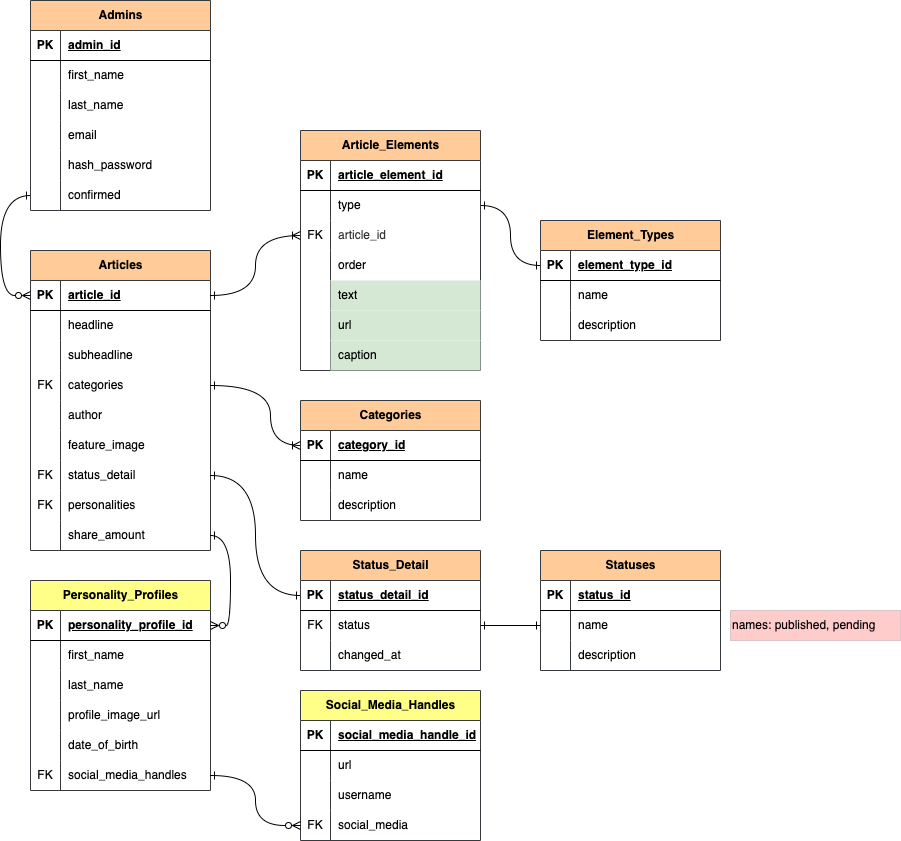 Admins
PK admin_id
first_name
last_name
email
hash_password
confirmed
Articles
PK article_id
headline
subheadline
FK categories
author
feature_image
FK status_detail
FK personalities
share_amount
Personality_Profiles
PK personality_profile_id
first_name
last_name
profile_image_url
date_of_birth
FK social_media_handles
Article_Elements
PK article_element_id
type
FK article_id
order
text
url
caption
Categories
PK category_id
name
description
Status_Detail
PK status_detail_id
FK status
changed_at
Social_Media_Handles
PK social_media_handle_id
url
username
FK social_media
Element_Types
PK element_type_id
name
description
Statuses
PK status_id
name
description
names: published, pending